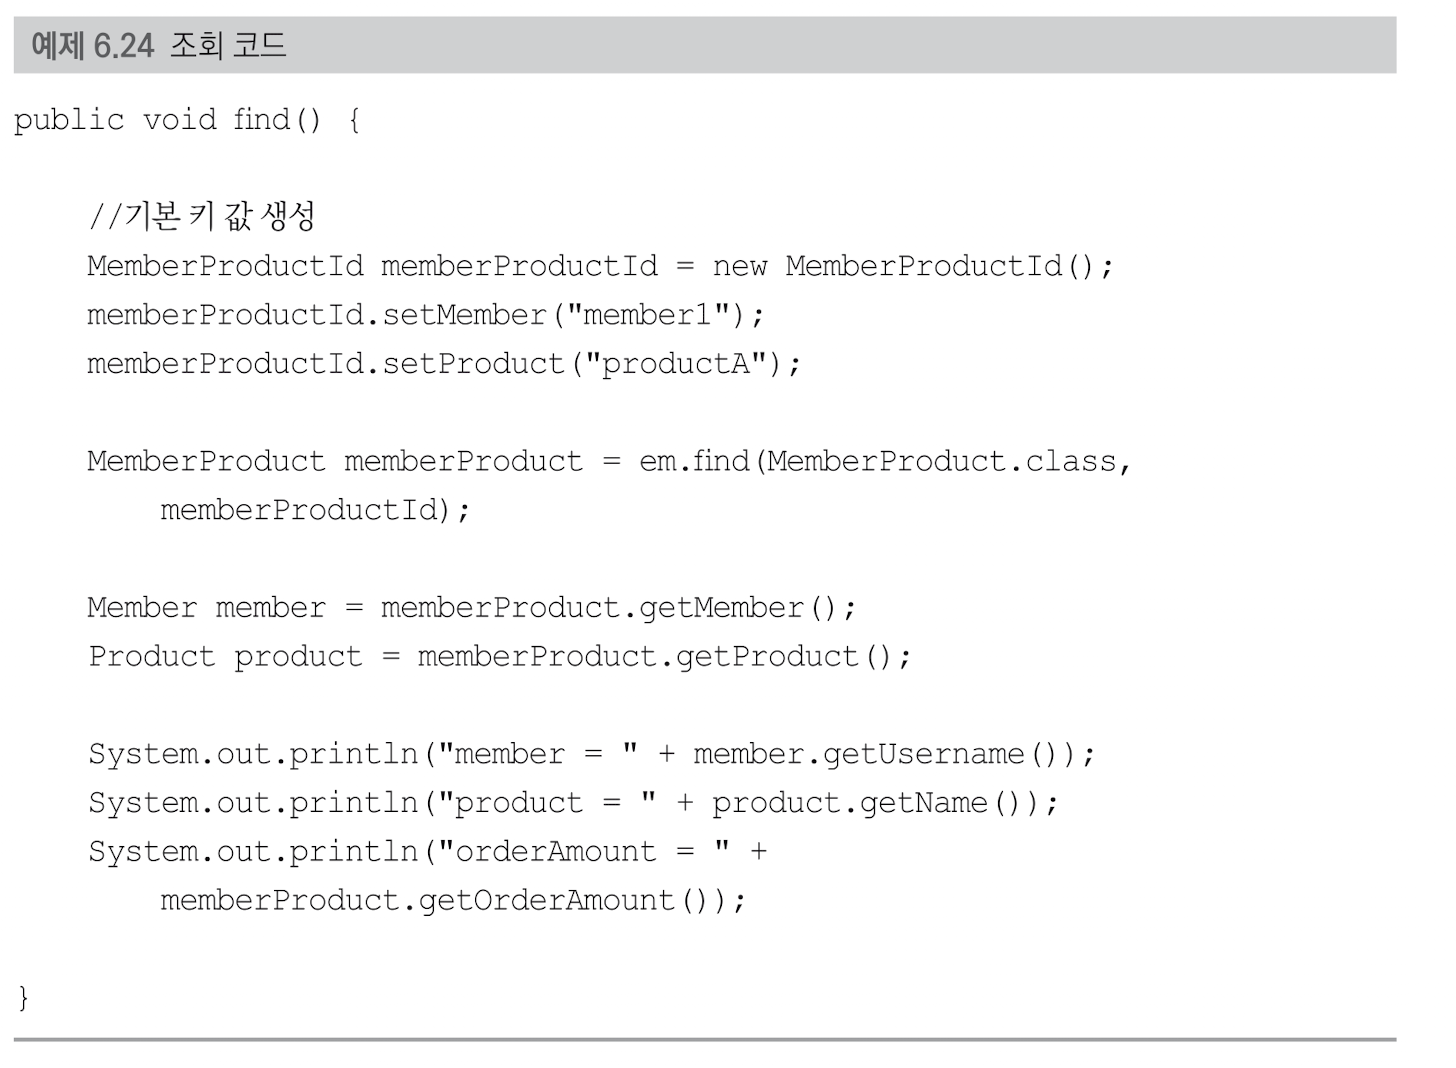 예제 6.24 조회 코드
public void find() {
//기본 키 값 생성
MemberProductId memberProductId = new MemberProductId();
memberProductId.setMember("member1");
memberProductId.setProduct("productA");
MemberProduct memberProduct = em.find(MemberProduct.class,
memberProductId);
Member member = memberProduct.getMember();
Product product = memberProduct.getProduct();
System.out.println("member = " + member.getUsername());
System.out.println("product = " + product.getName());
System.out.println("orderAmount = " +
memberProduct.getOrderAmount());
}